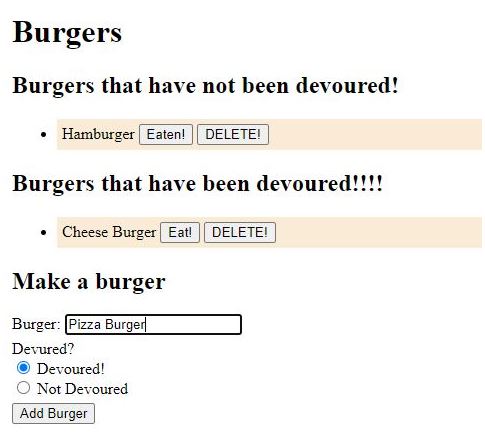 Burgers
Burgers that have not been devoured!
Hamburger Eaten! DELETE!
Burgers that have been devoured!!!!
Cheese Burger Eat! DELETE!
Make a burger
Burger: Pizza Burger
Devured?
Devoured!
Not Devoured
Add Burger